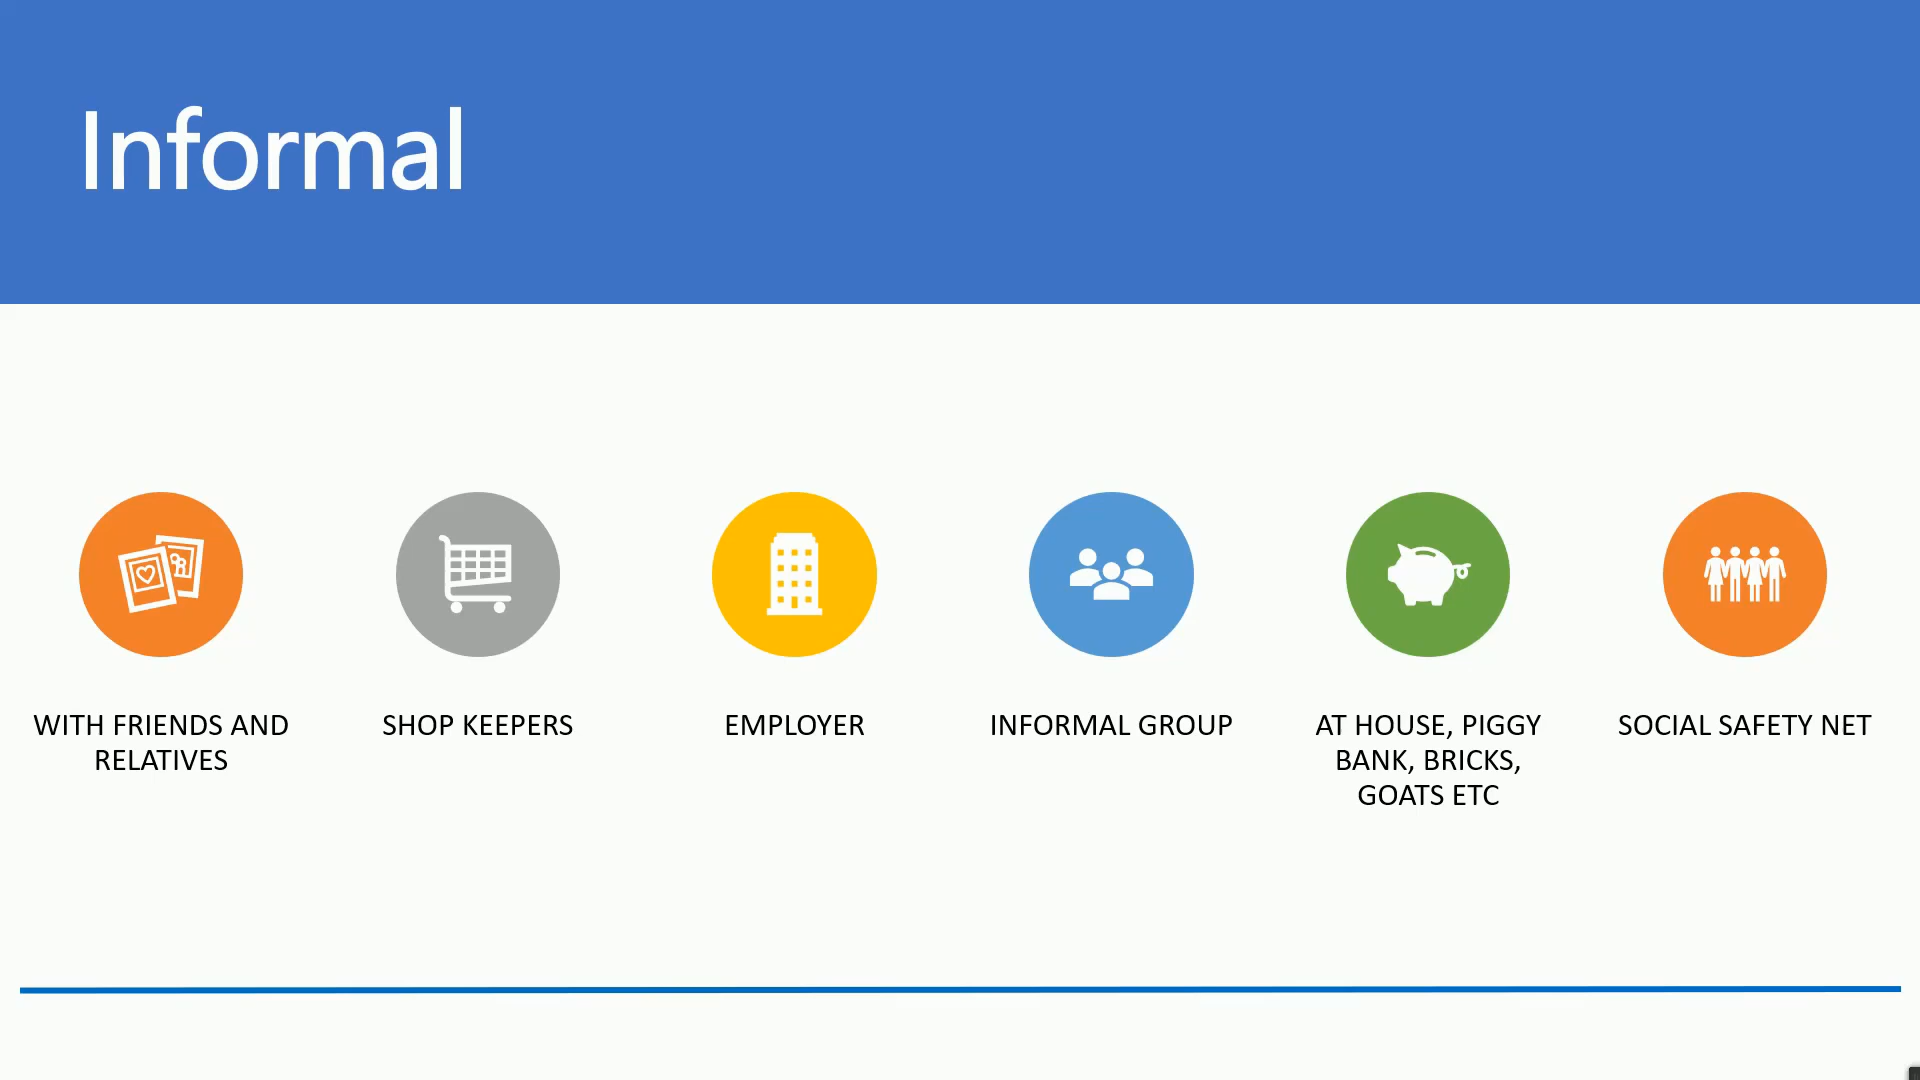 Informal
WITH FRIENDS AND
RELATIVES
SHOP KEEPERS
EMPLOYER
INFORMAL GROUP
AT HOUSE, PIGGY
BANK, BRICKS,
GOATS ETC
SOCIAL SAFETY NET